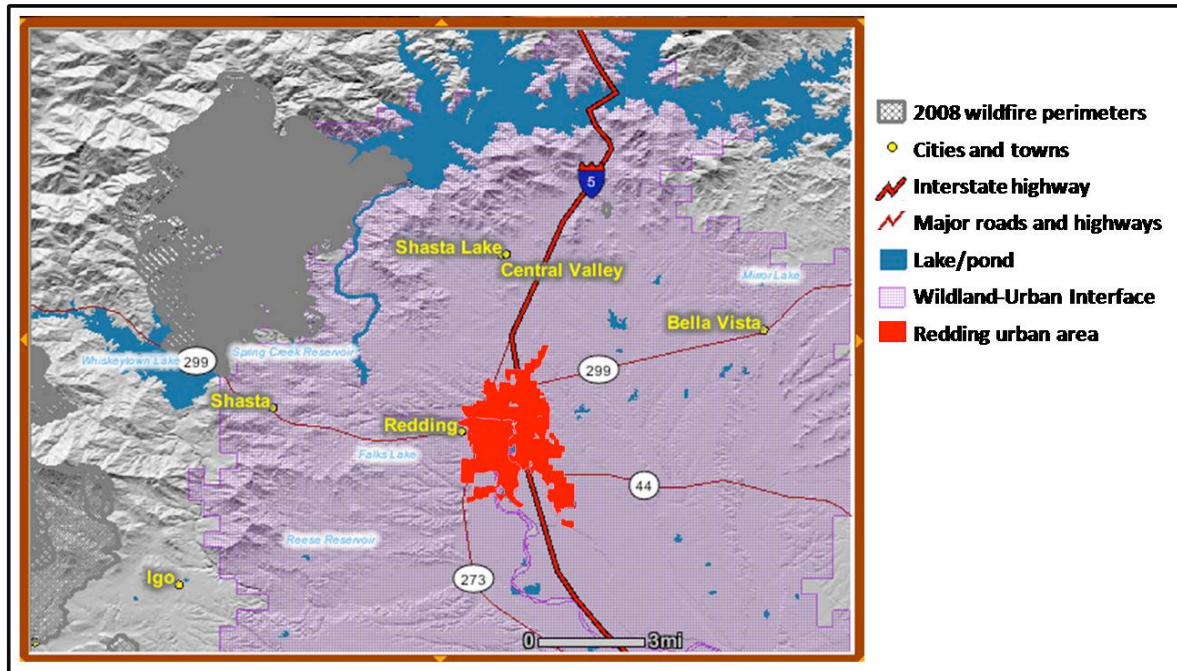 5
Shasta Lake
Central Valley
Mirror Lake
Bella Vista
Whiskeytown Lake
299
Spring Creek Reservoir
299
Shasta
Redding
Falks Lake
44
Reese Reservoir
Igo
273
0 3mi
2008 wildfire perimeters
Cities and towns
Interstate highway
Major roads and highways
Lake/pond
Wildland-Urban Interface
Redding urban area